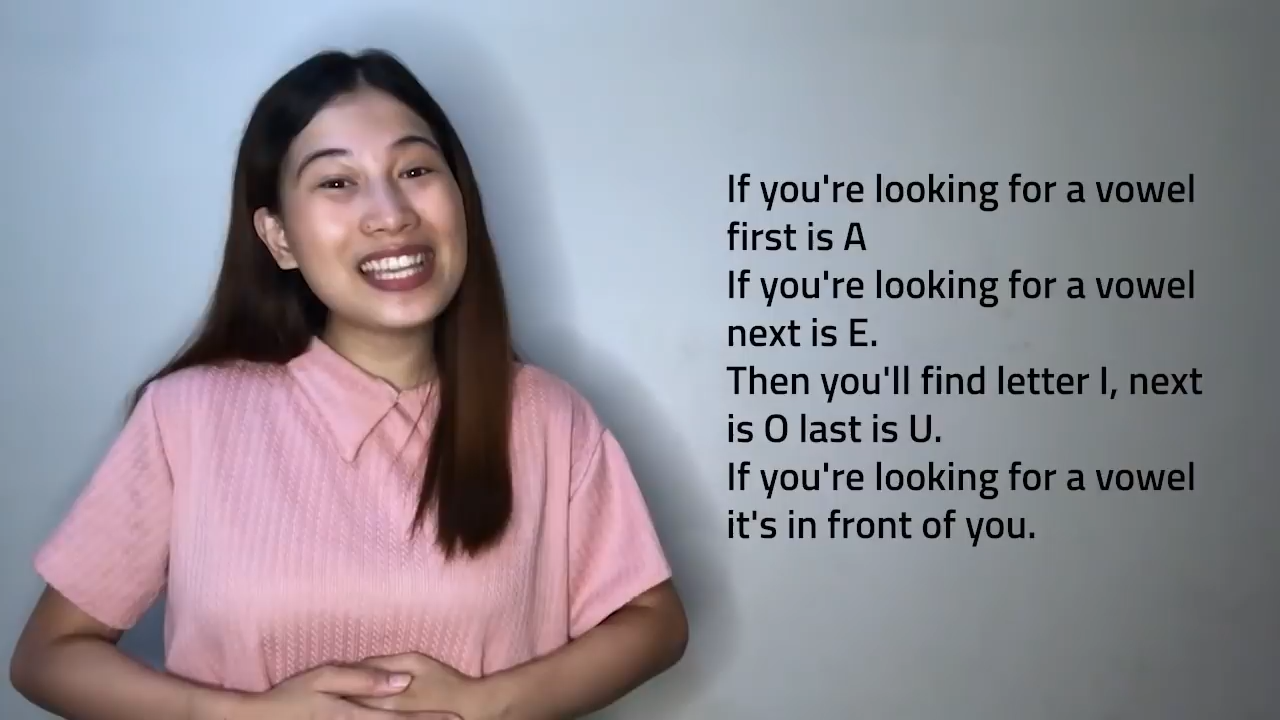 If you're looking for a vowel
first is A
If you're looking for a vowel
next is E.
Then you'll find letter I, next
is O last is U.
If you're looking for a vowel
it's in front of you.